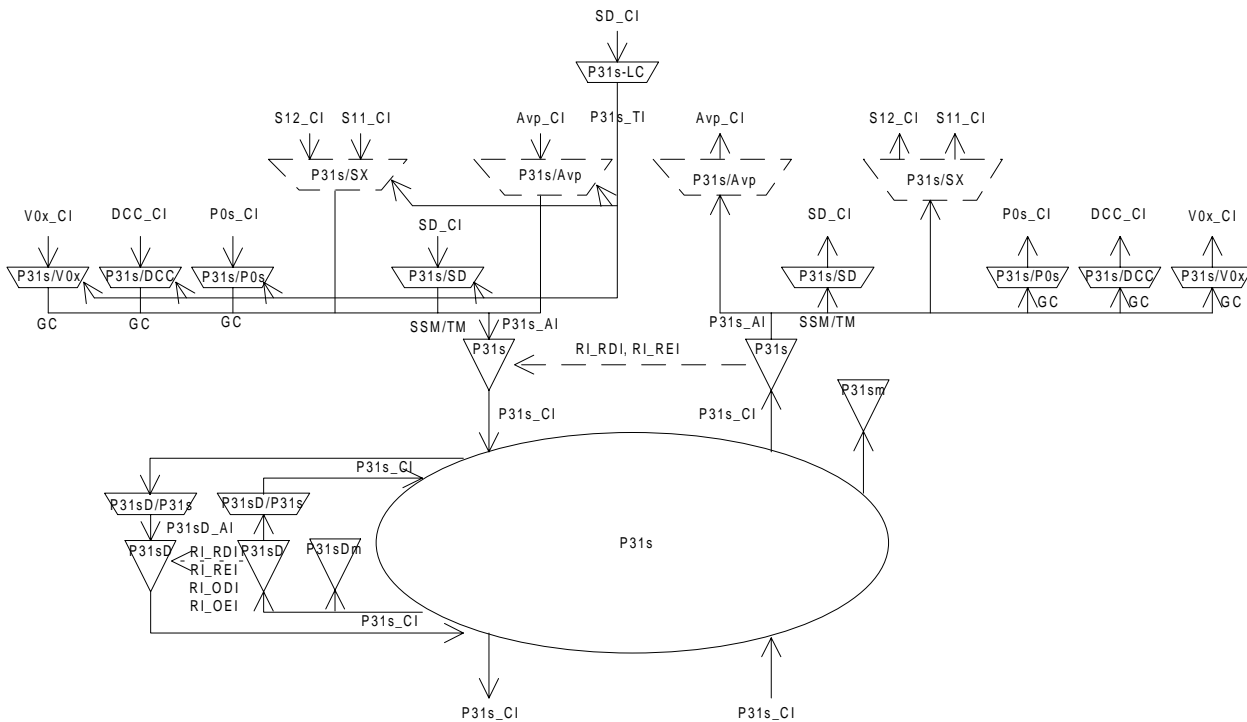 SD_CI
P31s-LC
S12_CI S11_CI Avp_CI P31s_TI Avp_CI S12_CI S11_CI
P31s/SX P31s/Avp P31s/Avp P31s/SX
V0x_CI DCC_CI P0s_CI SD_CI SD_CI P0s_CI DCC_CI V0x_CI
P31s/V0x P31s/DCC P31s/P0s P31s/SD P31s/SD P31s/P0s P31s/DCC P31s/V0x
GC GC GC
GC GC GC SSM/TM P31s_AI P31s_AI SSM/TM
P31s RI_RDI, RI_REI P31s
P31sm
P31s_CI P31s_CI
P31s_CI
P31sD/P31s P31sD/P31s
P31sD_AI
P31sD RI_RDI P31sD P31sDm P31s
RI_REI
RI_ODI
RI_OEI
P31s_CI
P31s_CI P31s_CI